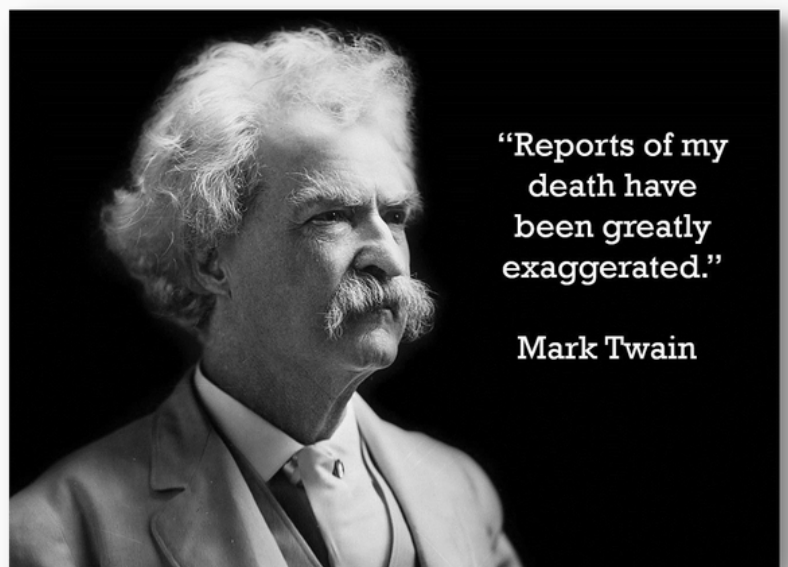 “Reports of my
death have
been greatly
exaggerated.”
Mark Twain